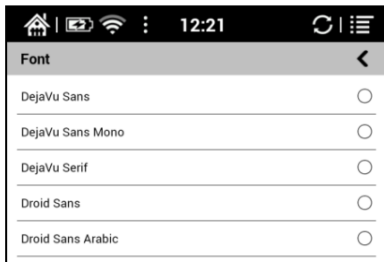 12:21
Font
DejaVu Sans
DejaVu Sans Mono
DejaVu Serif
Droid Sans
Droid Sans Arabic